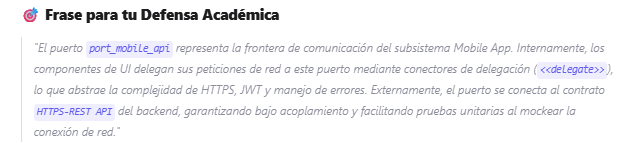 🎯 Frase para tu Defensa Académica
"El puerto port_mobile_api representa la frontera de comunicación del subsistema Mobile App. Internamente, los
componentes de UI delegan sus peticiones de red a este puerto mediante conectores de delegación (<<delegate>>),
lo que abstrae la complejidad de HTTPS, JWT y manejo de errores. Externamente, el puerto se conecta al contrato
HTTPS-REST API del backend, garantizando bajo acoplamiento y facilitando pruebas unitarias al mockear la
conexión de red."